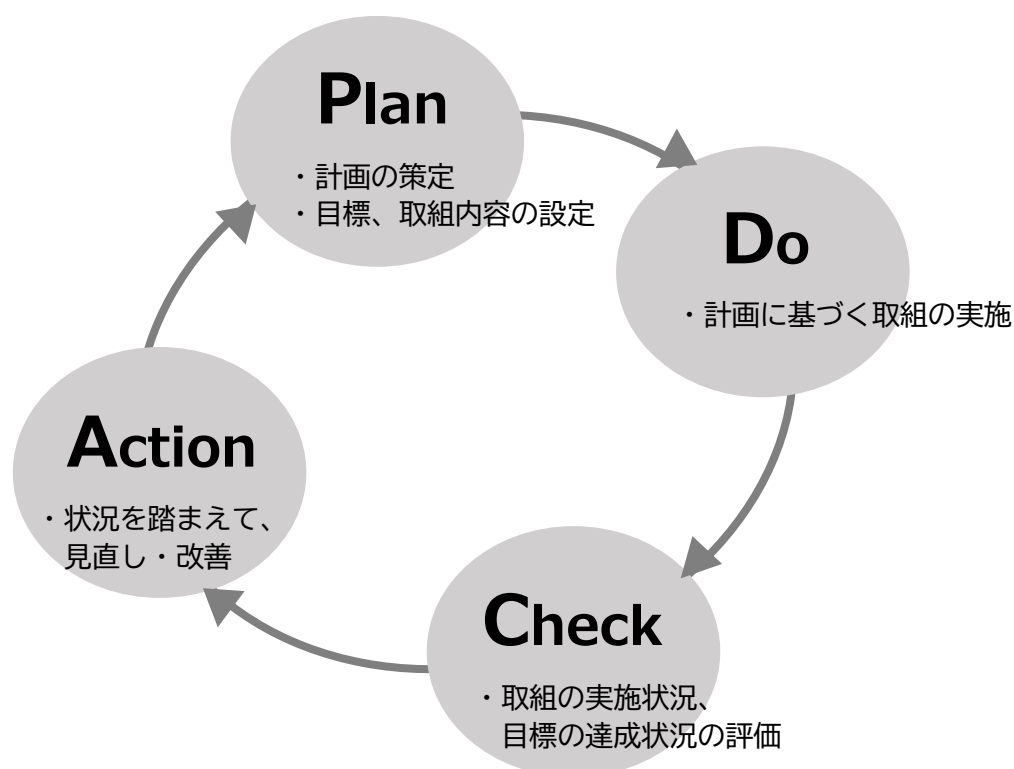 Plan
・計画の策定
・目標、取組内容の設定
Do
・計画に基づく取組の実施
Check
・取組の実施状況、
目標の達成状況の評価
Action
・状況を踏まえて、
見直し・改善